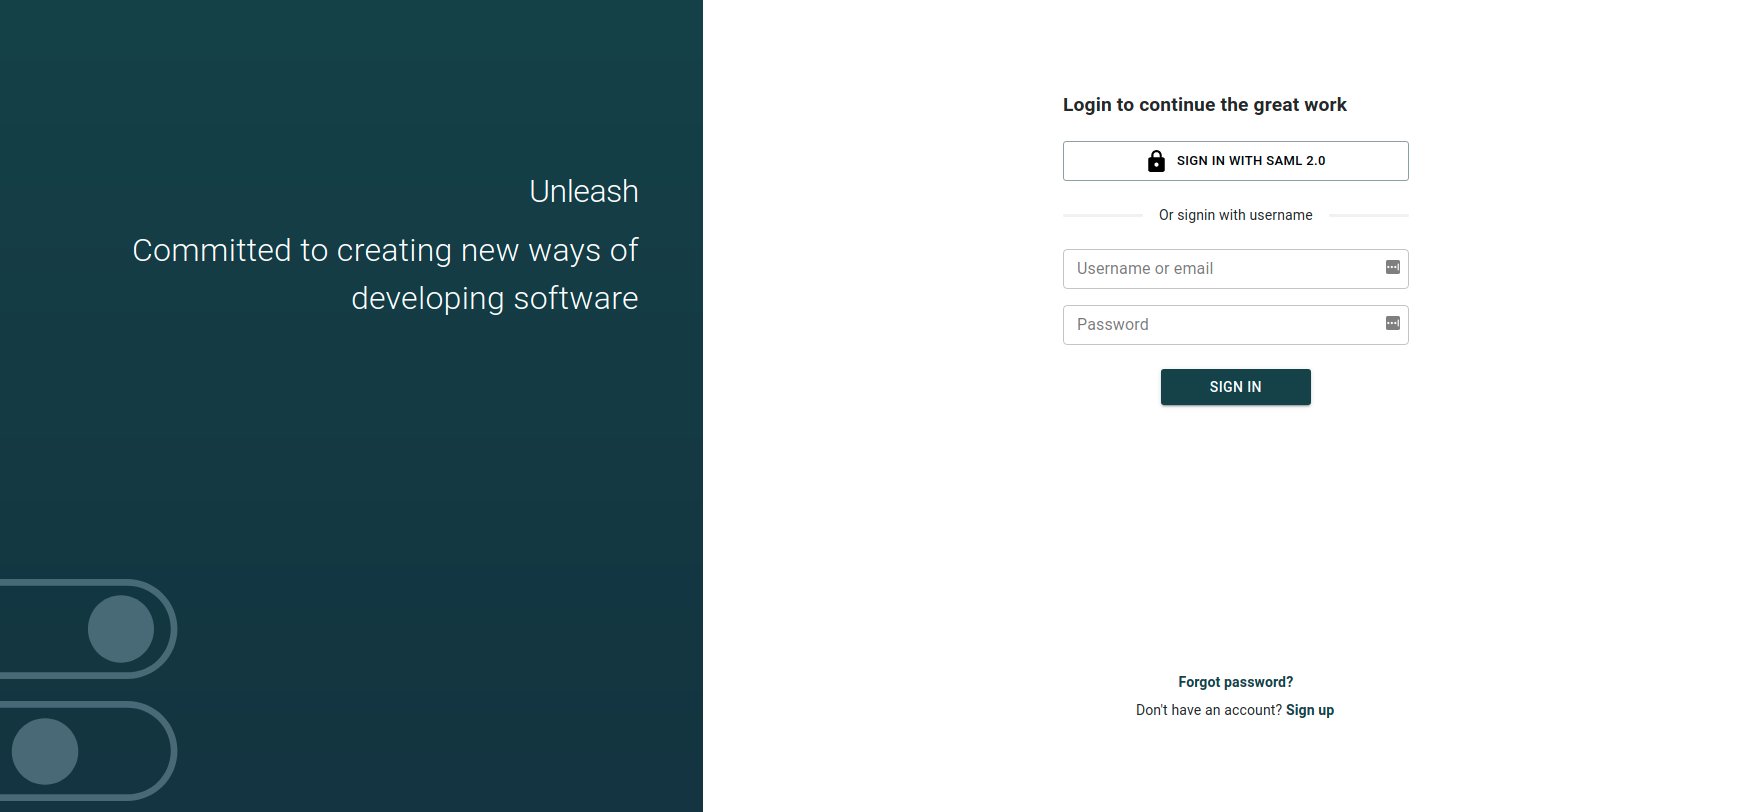 Unleash
Committed to creating new ways of
developing software
Login to continue the great work
SIGN IN WITH SAML 2.0
Or signin with username
Username or email
Password
SIGN IN
Forgot password?
Don't have an account? Sign up